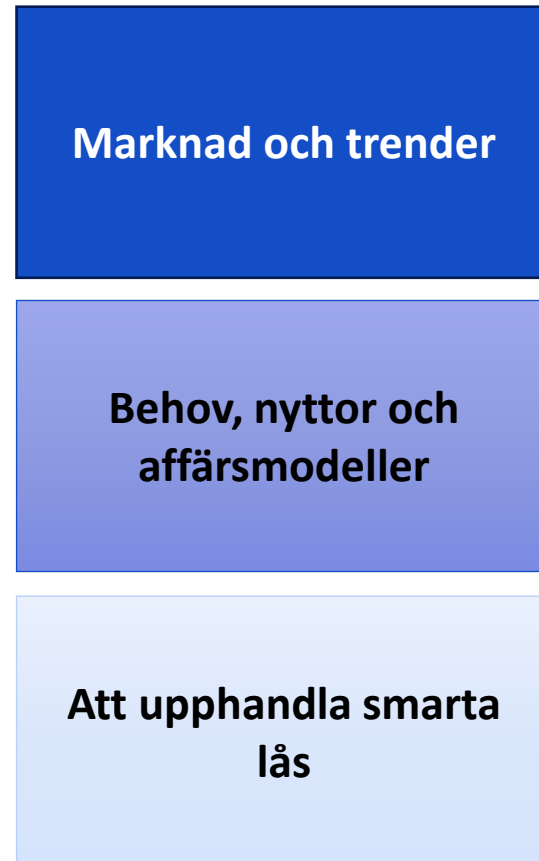 Marknad och trender
Behov, nyttor och
affärsmodeller
Att upphandla smarta
lås